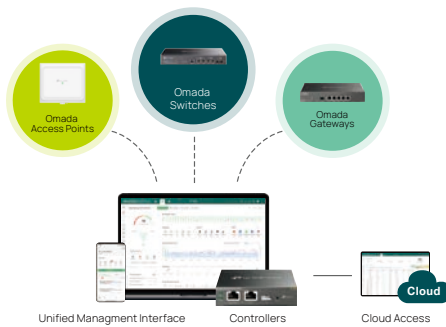 Omada
Switches
Omada
Access Points
Omada
Gateways
Cloud
Unified Managment Interface
Controllers
Cloud Access